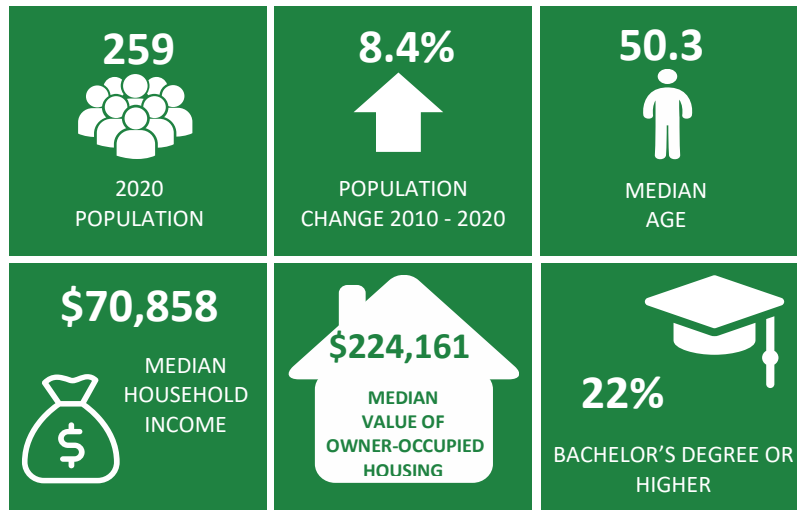 259
2020
POPULATION
8.4%
POPULATION
CHANGE 2010 - 2020
50.3
MEDIAN
AGE
$70,858
MEDIAN
HOUSEHOLD
INCOME
$
$224,161
MEDIAN
VALUE OF
OWNER-OCCUPIED
HOUSING
22%
BACHELOR’S DEGREE OR
HIGHER